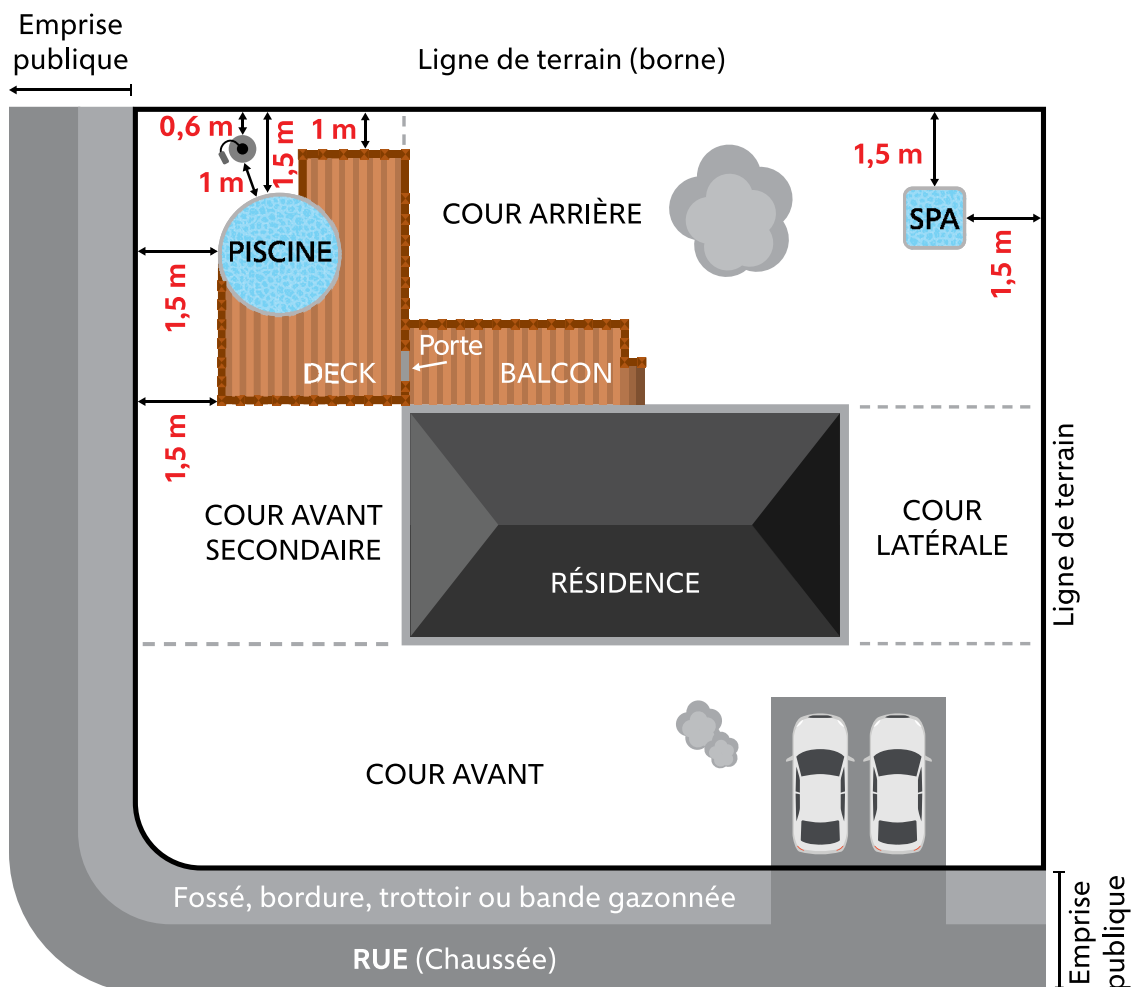 Emprise
publique
Ligne de terrain (borne)
0,6 m
1,5 m
1 m
1 m
1,5 m
COUR ARRIÈRE
SPA
PISCINE
1,5 m
1,5 m
Porte
DECK
BALCON
1,5 m
COUR AVANT
SECONDAIRE
COUR
LATÉRALE
Ligne de terrain
RÉSIDENCE
COUR AVANT
Fossé, bordure, trottoir ou bande gazonnée
RUE (Chaussée)
Emprise
publique